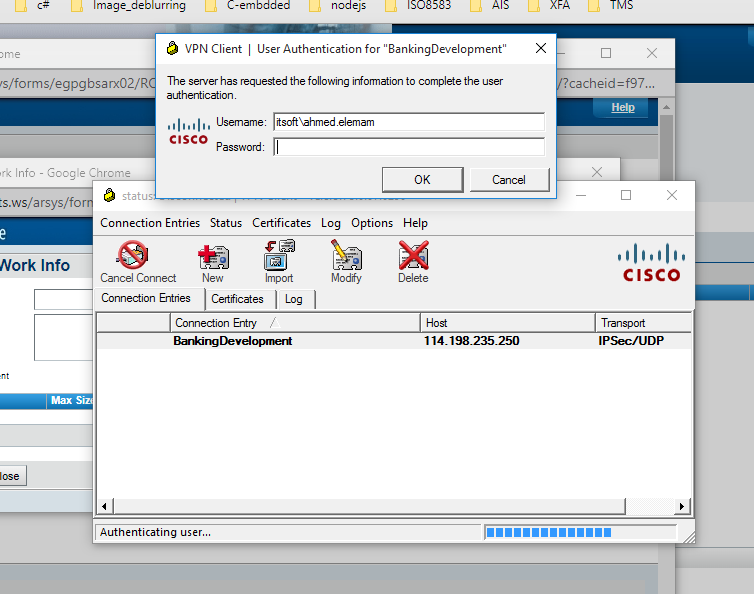 c# Image_deblurring C-embdded nodejs ISO8583 AIS XFA TMS
ome
VPN Client | User Authentication for "BankingDevelopment"
ys/forms/egpgbsarx02/RC
/?cacheid=f97...
The server has requested the following information to complete the user
authentication.
Help
CISCO
Username: itsoft\ahmed.elemam
Password:
OK Cancel
ork Info - Google Chrome
ts.ws/arsys/form
Connection Entries Status Certificates Log Options Help
e
Work Info
Cancel Connect New Import Modify Delete
CISCO
Connection Entries Certificates Log
Connection Entry Host Transport
BankingDevelopment 114.198.235.250 IPSec/UDP
nt
Max Size
lose
Authenticating user...